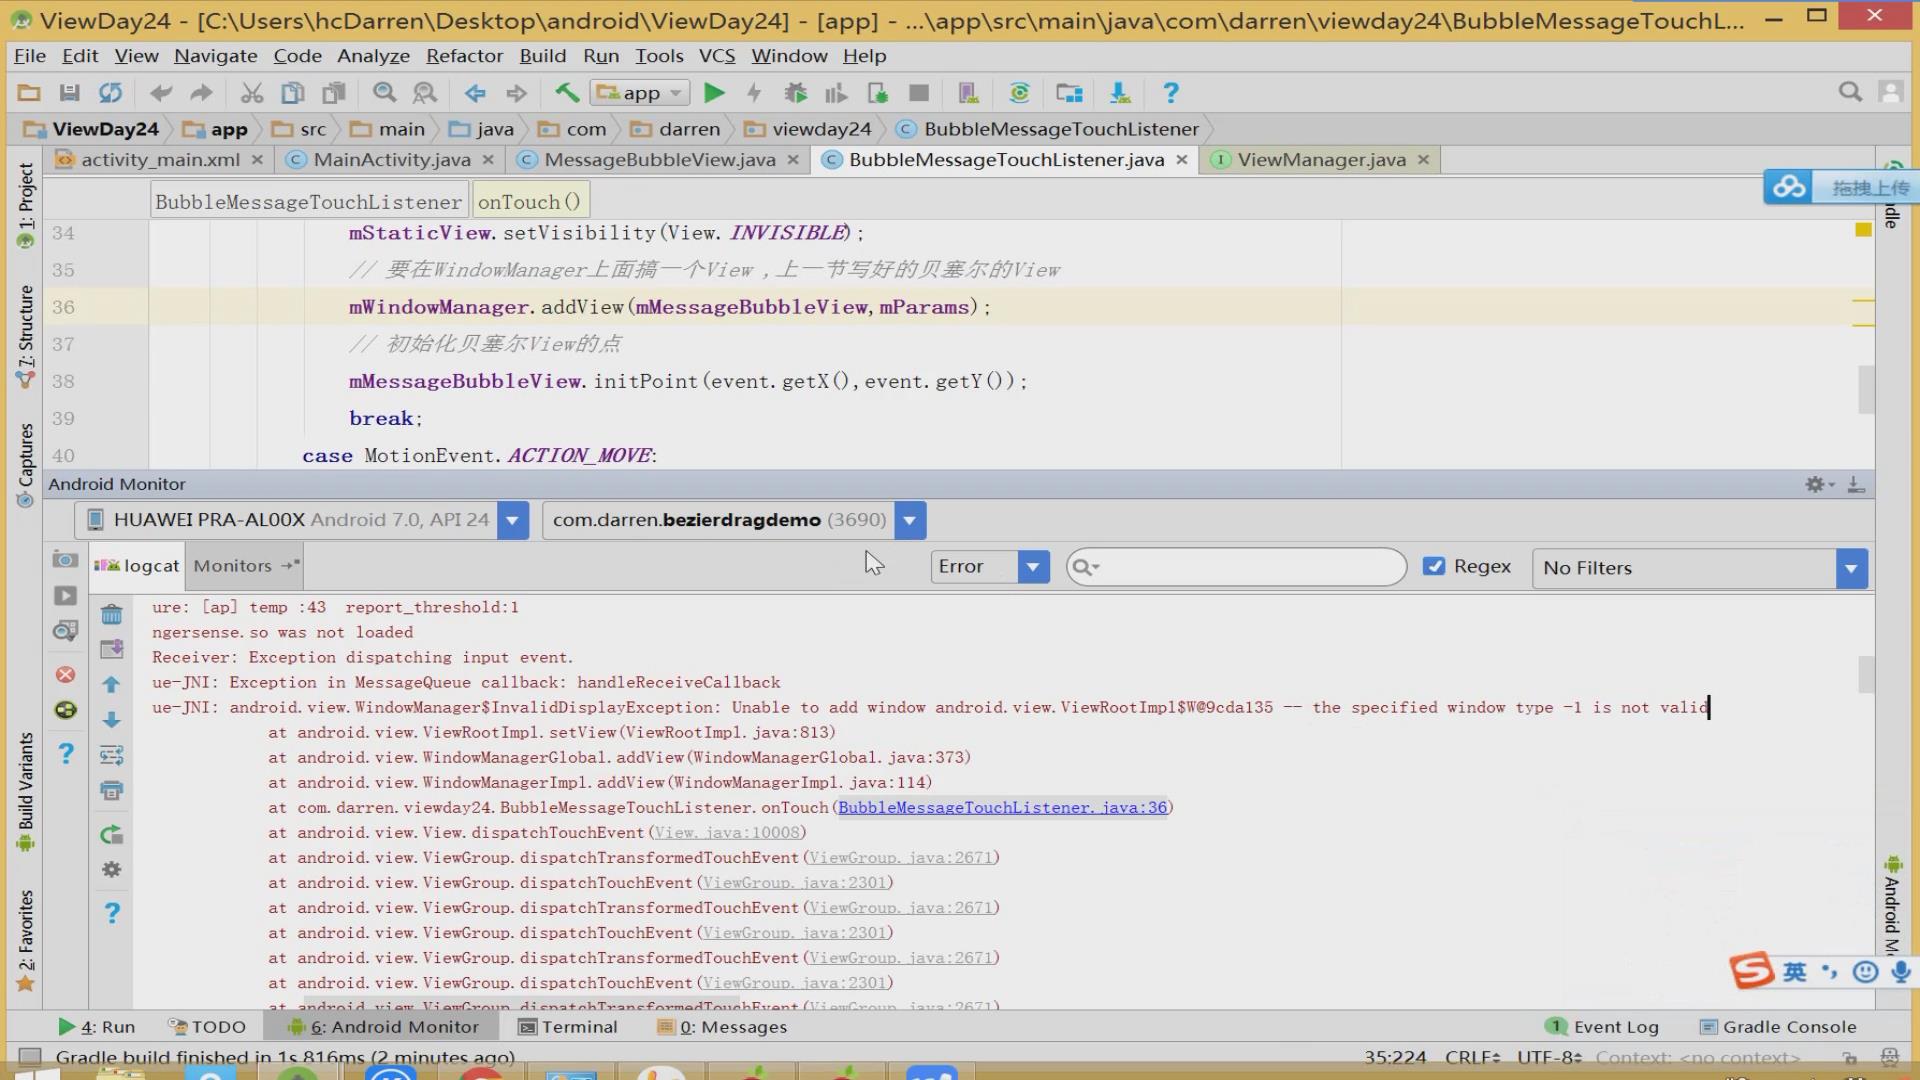 ViewDay24 - [C:\Users\hcDarren\Desktop\android\ViewDay24] - [app] - ...\app\src\main\java\com\darren\viewday24\BubbleMessageTouchL...
File Edit View Navigate Code Analyze Refactor Build Run Tools VCS Window Help
app
ViewDay24 app src main java com darren viewday24 BubbleMessageTouchListener
activity_main.xml MainActivity.java MessageBubbleView.java BubbleMessageTouchListener.java ViewManager.java
拖拽上传
BubbleMessageTouchListener onTouch()
34 mStaticView.setVisibility(View.INVISIBLE);
35 // 要在WindowManager上面搞一个View ,上一节写好的贝塞尔的View
36 mWindowManager.addView(mMessageBubbleView,mParams);
37 // 初始化贝塞尔View的点
38 mMessageBubbleView.initPoint(event.getX(),event.getY());
39 break;
40 case MotionEvent.ACTION_MOVE:
1: Project
7: Structure
Captures
Build Variants
2: Favorites
Android Monitor
HUAWEI PRA-AL00X Android 7.0, API 24 com.darren.bezierdragdemo (3690)
logcat Monitors Error Regex No Filters
ure: [ap] temp :43 report_threshold:1
ngersense.so was not loaded
Receiver: Exception dispatching input event.
ue-JNI: Exception in MessageQueue callback: handleReceiveCallback
ue-JNI: android.view.WindowManager$InvalidDisplayException: Unable to add window android.view.ViewRootImpl$W@9cda135 -- the specified window type -1 is not valid
at android.view.ViewRootImpl.setView(ViewRootImpl.java:813)
at android.view.WindowManagerGlobal.addView(WindowManagerGlobal.java:373)
at android.view.WindowManagerImpl.addView(WindowManagerImpl.java:114)
at com.darren.viewday24.BubbleMessageTouchListener.onTouch(BubbleMessageTouchListener.java:36)
at android.view.View.dispatchTouchEvent(View.java:10008)
at android.view.ViewGroup.dispatchTransformedTouchEvent(ViewGroup.java:2671)
at android.view.ViewGroup.dispatchTouchEvent(ViewGroup.java:2301)
at android.view.ViewGroup.dispatchTransformedTouchEvent(ViewGroup.java:2671)
at android.view.ViewGroup.dispatchTouchEvent(ViewGroup.java:2301)
at android.view.ViewGroup.dispatchTransformedTouchEvent(ViewGroup.java:2671)
at android.view.ViewGroup.dispatchTouchEvent(ViewGroup.java:2301)
at android.view.ViewGroup.dispatchTransformedTouchEvent(ViewGroup.java:2671)
英
4: Run TODO 6: Android Monitor Terminal 0: Messages 1 Event Log Gradle Console
Gradle build finished in 1s 816ms (2 minutes ago) 35:224 CRLF UTF-8 Context: <no context>